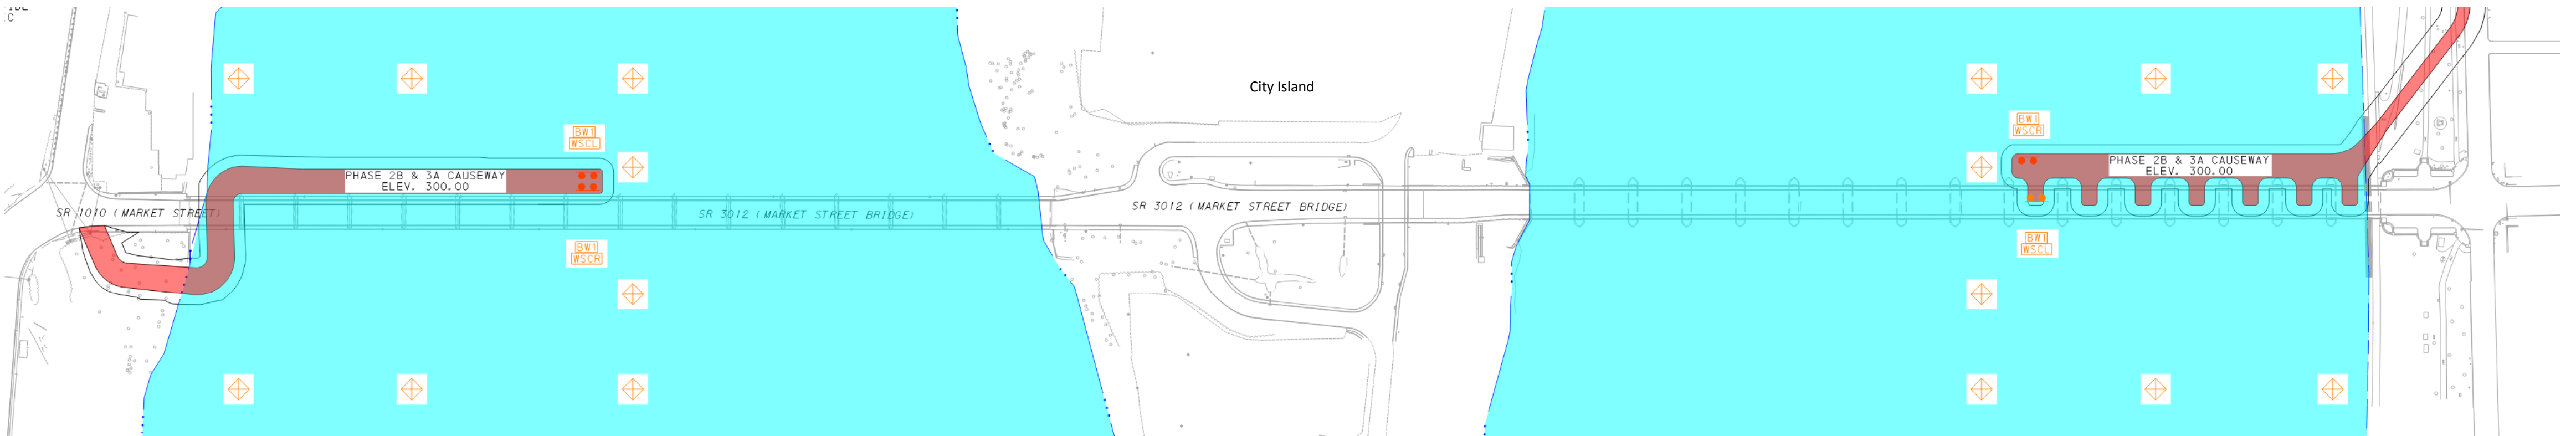 C
City Island
BW1
WSCL
BW1
WSCR
PHASE 2B & 3A CAUSEWAY
ELEV. 300.00
PHASE 2B & 3A CAUSEWAY
ELEV. 300.00
SR 1010 (MARKET STREET)
SR 3012 (MARKET STREET BRIDGE)
SR 3012 (MARKET STREET BRIDGE)
BW1
WSCR
BW1
WSCL